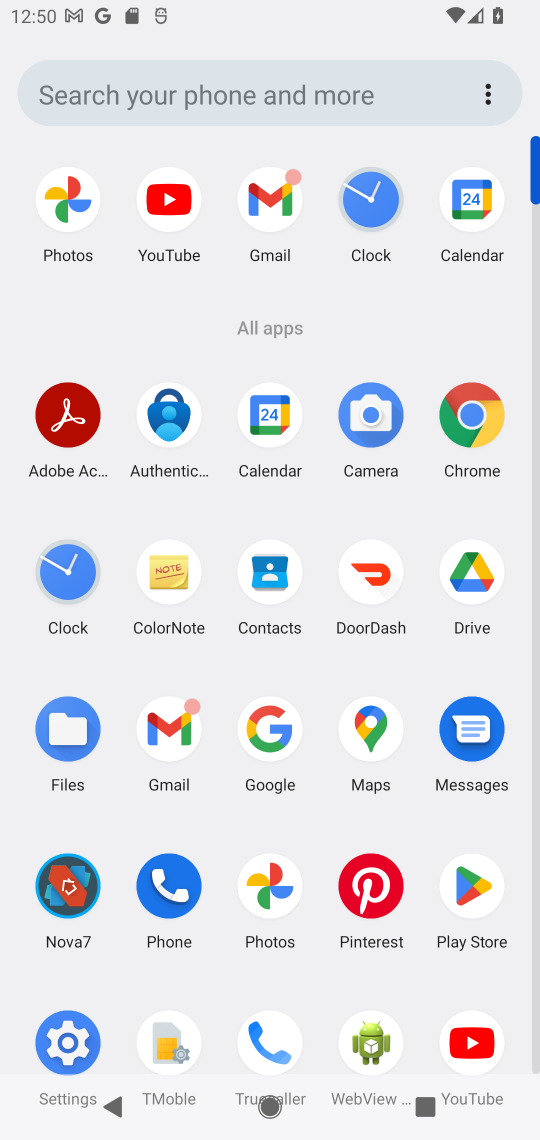 12:50
Search your phone and more
Photos YouTube Gmail Clock Calendar
All apps
Adobe Ac... Authentic... Calendar Camera Chrome
Clock ColorNote Contacts DoorDash Drive
Files Gmail Google Maps Messages
Nova7 Phone Photos Pinterest Play Store
Settings TMoble Truecaller WebView ... YouTube